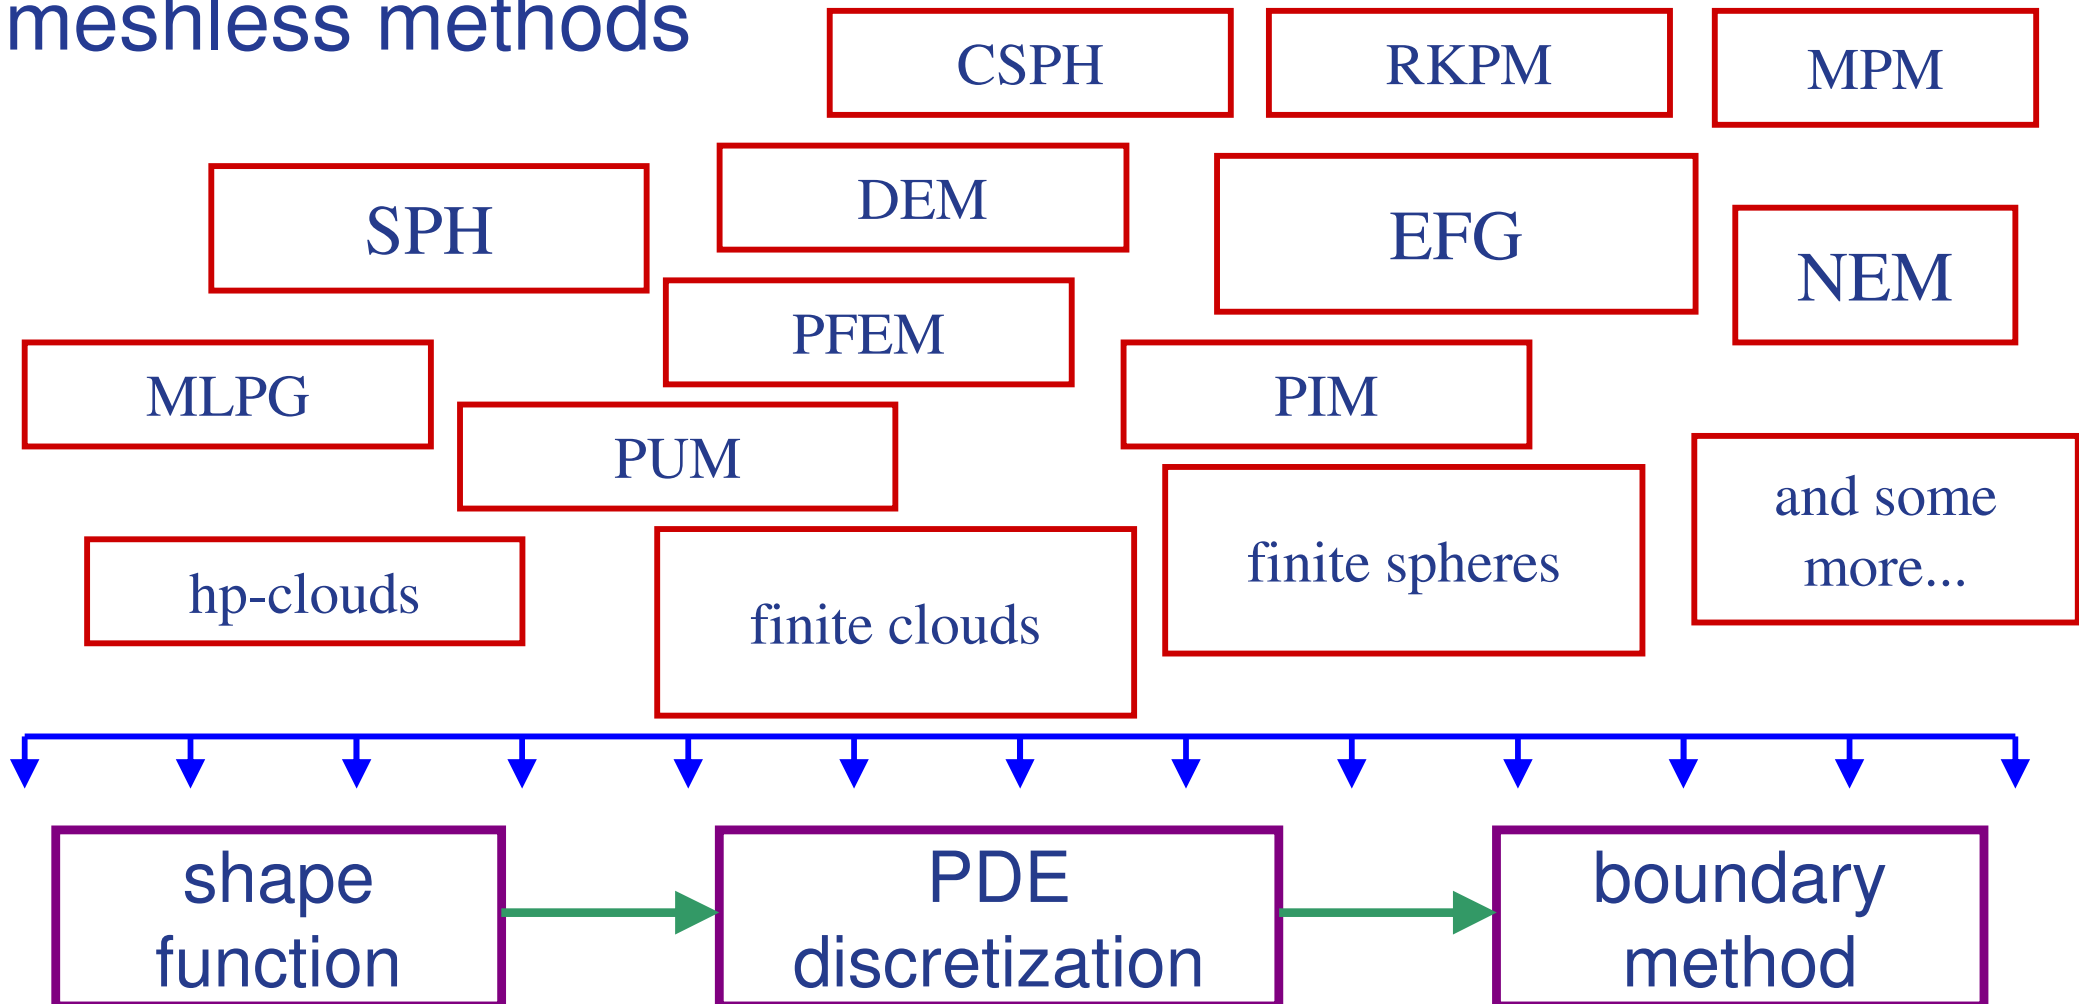 meshless methods
CSPH
RKPM
MPM
SPH
DEM
EFG
NEM
PFEM
MLPG
PIM
PUM
and some
more...
hp-clouds
finite clouds
finite spheres
shape
function
PDE
discretization
boundary
method